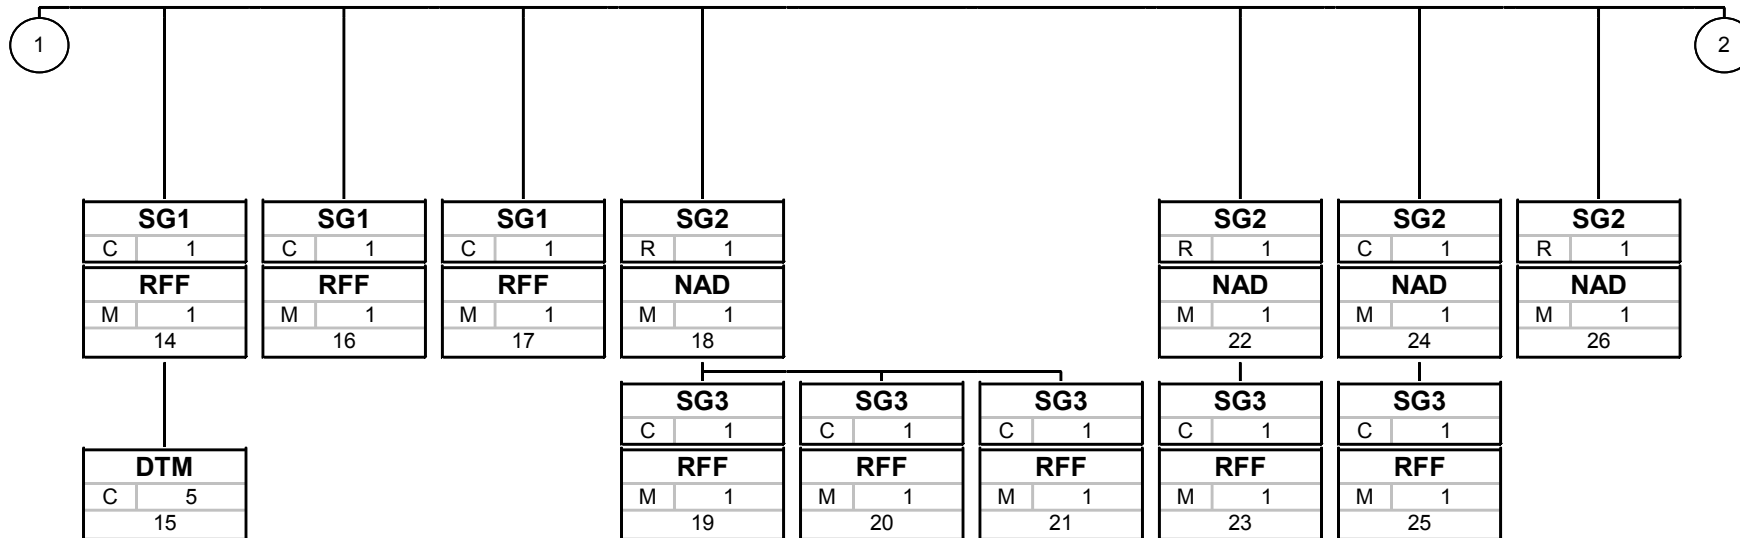 1 2
SG1 SG1 SG1 SG2 SG2 SG2 SG2
C 1 C 1 C 1 R 1 R 1 C 1 R 1
RFF RFF RFF NAD NAD NAD NAD
M 1 M 1 M 1 M 1 M 1 M 1 M 1
14 16 17 18 22 24 26
SG3 SG3 SG3 SG3 SG3
C 1 C 1 C 1 C 1 C 1
DTM RFF RFF RFF RFF RFF
C 5 M 1 M 1 M 1 M 1 M 1
15 19 20 21 23 25